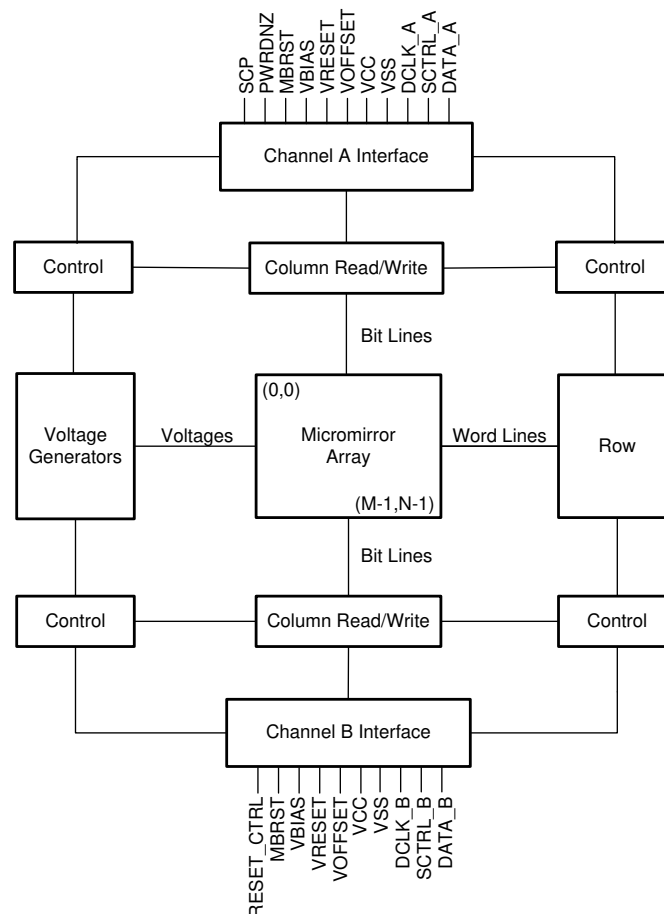 SCP
PWRDNZ
MBRST
VBIAS
VRESET
VOFFSET
VCC
VSS
DCLK_A
SCTRL_A
DATA_A
Channel A Interface
Control
Column Read/Write
Control
Bit Lines
(0,0)
Voltage
Generators
Voltages
Micromirror
Array
Word Lines
Row
(M-1,N-1)
Bit Lines
Control
Column Read/Write
Control
Channel B Interface
RESET_CTRL
MBRST
VBIAS
VRESET
VOFFSET
VCC
VSS
DCLK_B
SCTRL_B
DATA_B